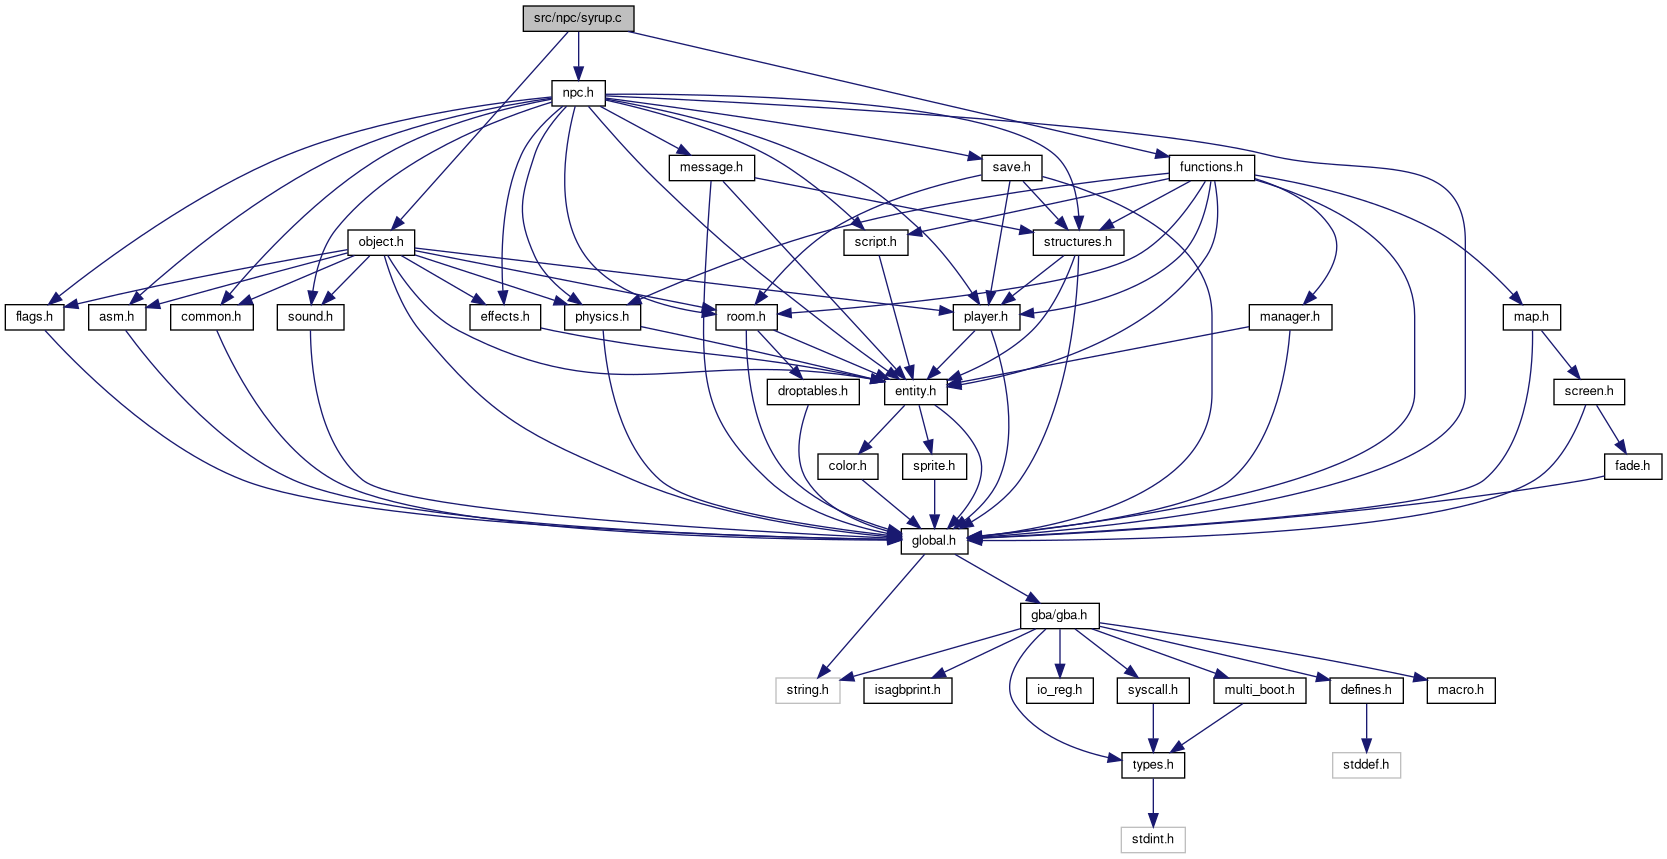 src/npc/syrup.c
npc.h
message.h
save.h
functions.h
object.h
script.h
structures.h
flags.h
asm.h
common.h
sound.h
effects.h
physics.h
room.h
player.h
manager.h
map.h
droptables.h
entity.h
screen.h
color.h
sprite.h
fade.h
global.h
gba/gba.h
string.h
isagbprint.h
io_reg.h
syscall.h
multi_boot.h
defines.h
macro.h
types.h
stddef.h
stdint.h